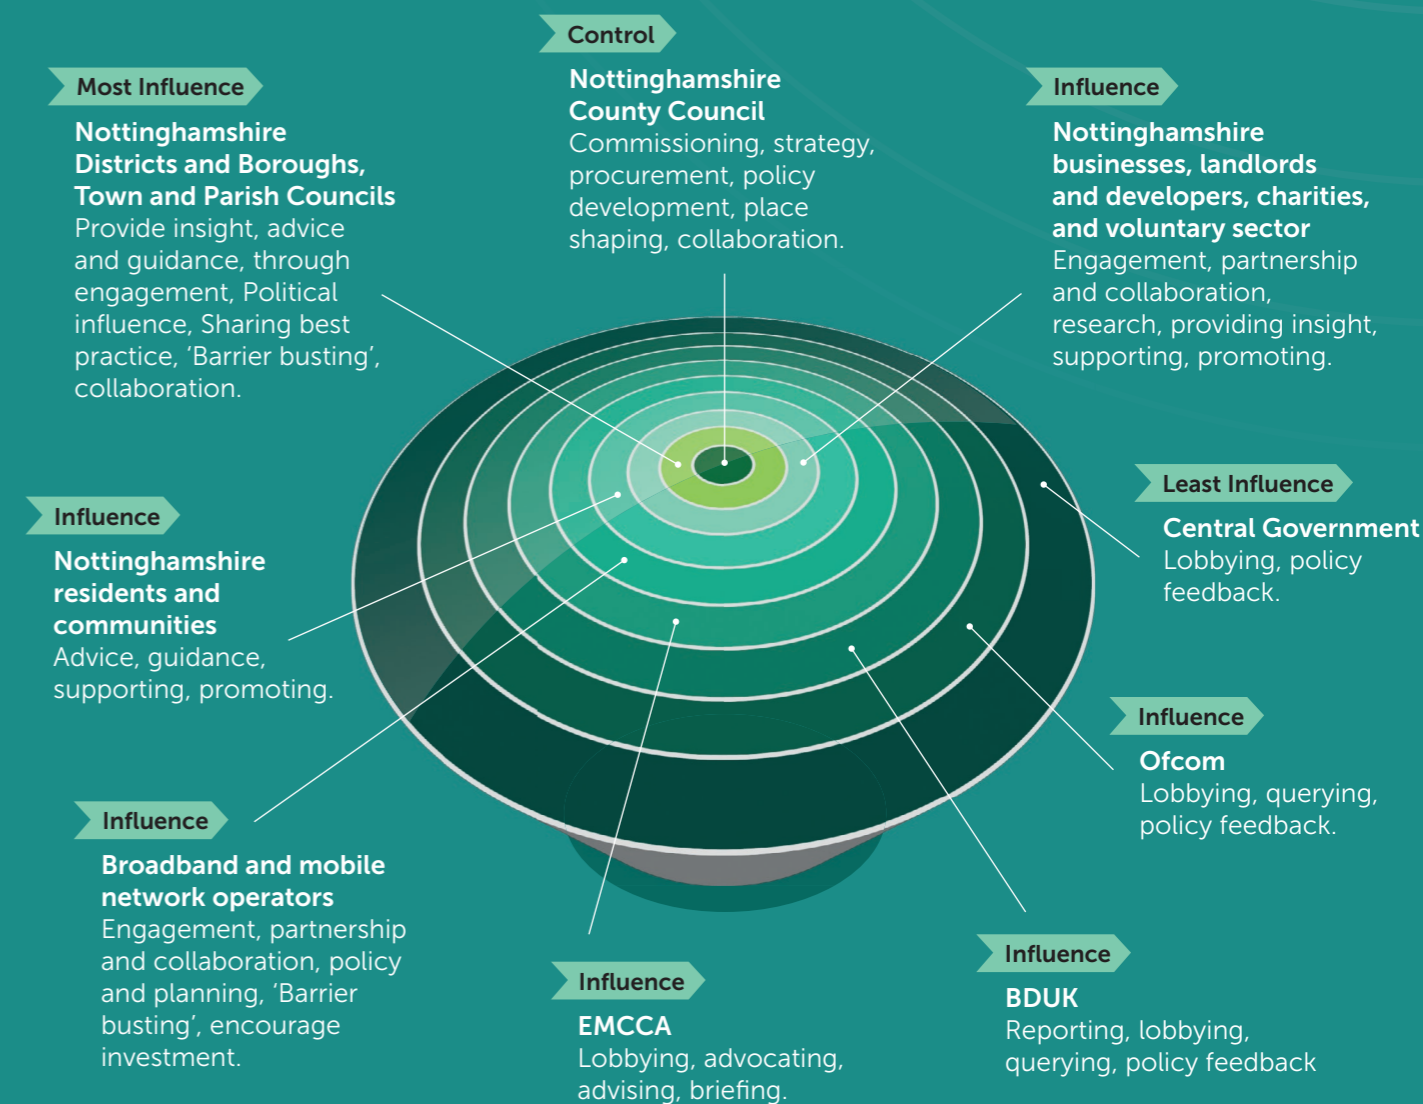 Control
Nottinghamshire
County Council
Commissioning, strategy,
procurement, policy
development, place
shaping, collaboration.
Most Influence
Nottinghamshire
Districts and Boroughs,
Town and Parish Councils
Provide insight, advice
and guidance, through
engagement, Political
influence, Sharing best
practice, ‘Barrier busting’,
collaboration.
Influence
Nottinghamshire
businesses, landlords
and developers, charities,
and voluntary sector
Engagement, partnership
and collaboration,
research, providing insight,
supporting, promoting.
Influence
Nottinghamshire
residents and
communities
Advice, guidance,
supporting, promoting.
Least Influence
Central Government
Lobbying, policy
feedback.
Influence
Ofcom
Lobbying, querying,
policy feedback.
Influence
Broadband and mobile
network operators
Engagement, partnership
and collaboration, policy
and planning, ‘Barrier
busting’, encourage
investment.
Influence
EMCCA
Lobbying, advocating,
advising, briefing.
Influence
BDUK
Reporting, lobbying,
querying, policy feedback